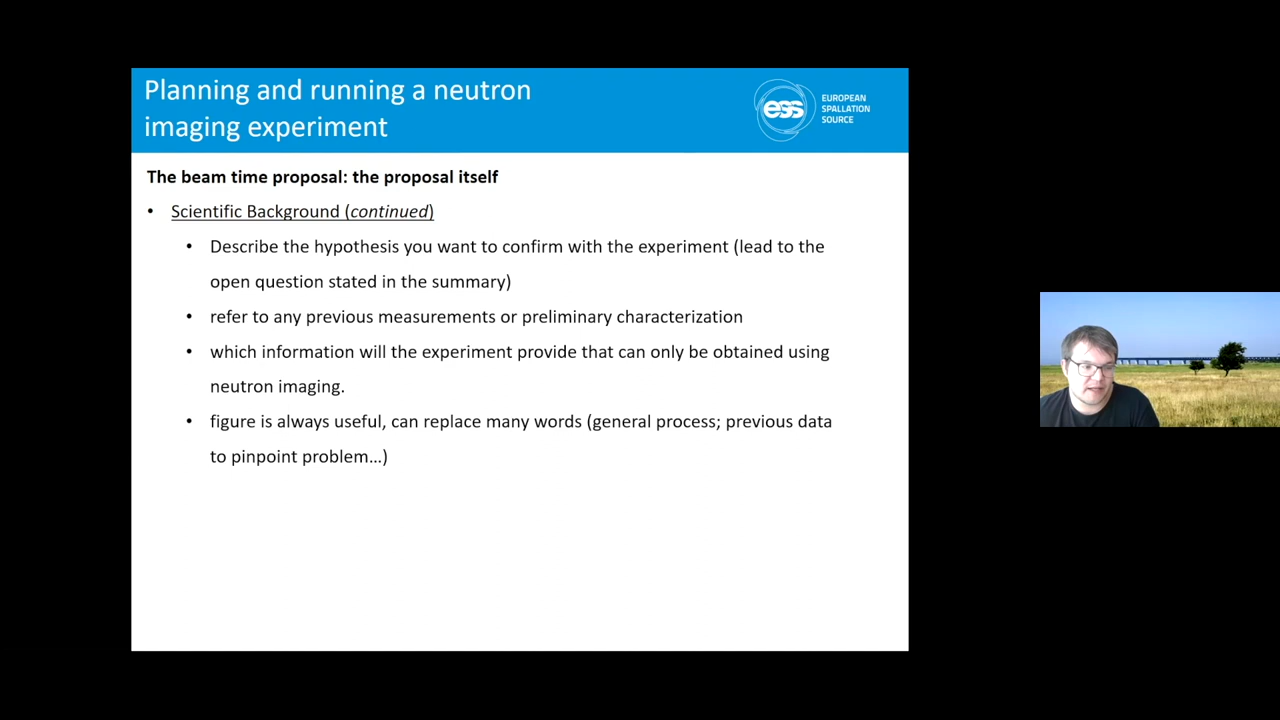 Planning and running a neutron
imaging experiment
ess
EUROPEAN
SPALLATION
SOURCE
The beam time proposal: the proposal itself
• Scientific Background (continued)
• Describe the hypothesis you want to confirm with the experiment (lead to the
open question stated in the summary)
• refer to any previous measurements or preliminary characterization
• which information will the experiment provide that can only be obtained using
neutron imaging.
• figure is always useful, can replace many words (general process; previous data
to pinpoint problem…)